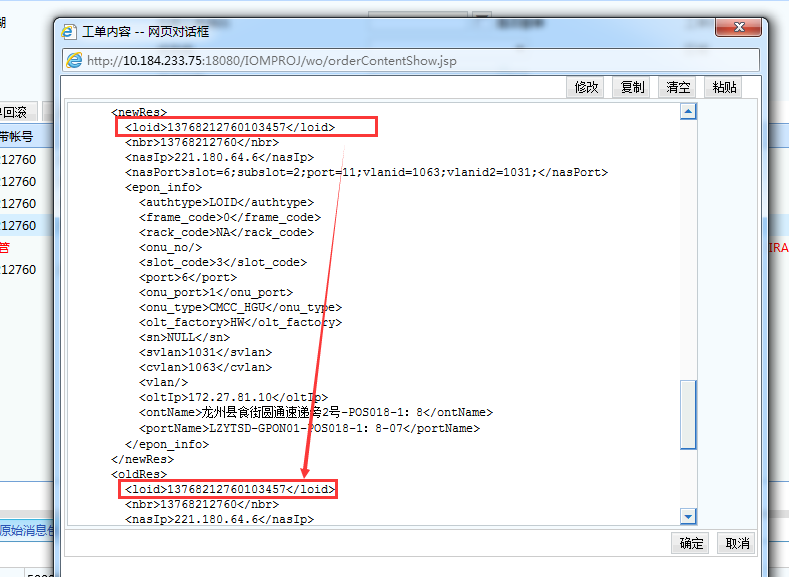 工单内容 -- 网页对话框
http://10.184.233.75:18080/IOMPROJ/wo/orderContentShow.jsp
修改 复制 清空 粘贴
回滚
带帐号
12760
12760
12760
12760
管
12760
IRA
<newRes>
<loid>13768212760103457</loid>
<nbr>13768212760</nbr>
<nasIp>221.180.64.6</nasIp>
<nasPort>slot=6;subslot=2;port=11;vlanid=1063;vlanid2=1031;</nasPort>
<epon_info>
<authtype>LOID</authtype>
<frame_code>0</frame_code>
<rack_code>NA</rack_code>
<onu_no/>
<slot_code>3</slot_code>
<port>6</port>
<onu_port>1</onu_port>
<onu_type>CMCC_HGU</onu_type>
<olt_factory>HW</olt_factory>
<sn>NULL</sn>
<svlan>1031</svlan>
<cvlan>1063</cvlan>
<vlan/>
<oltIp>172.27.81.10</oltIp>
<ontName>龙州县食街圆通速递旁2号-POS018-1：8</ontName>
<portName>LZYTSD-GPON01-POS018-1：8-07</portName>
</epon_info>
</newRes>
<oldRes>
<loid>13768212760103457</loid>
<nbr>13768212760</nbr>
<nasIp>221.180.64.6</nasIp>
原始消息
确定 取消